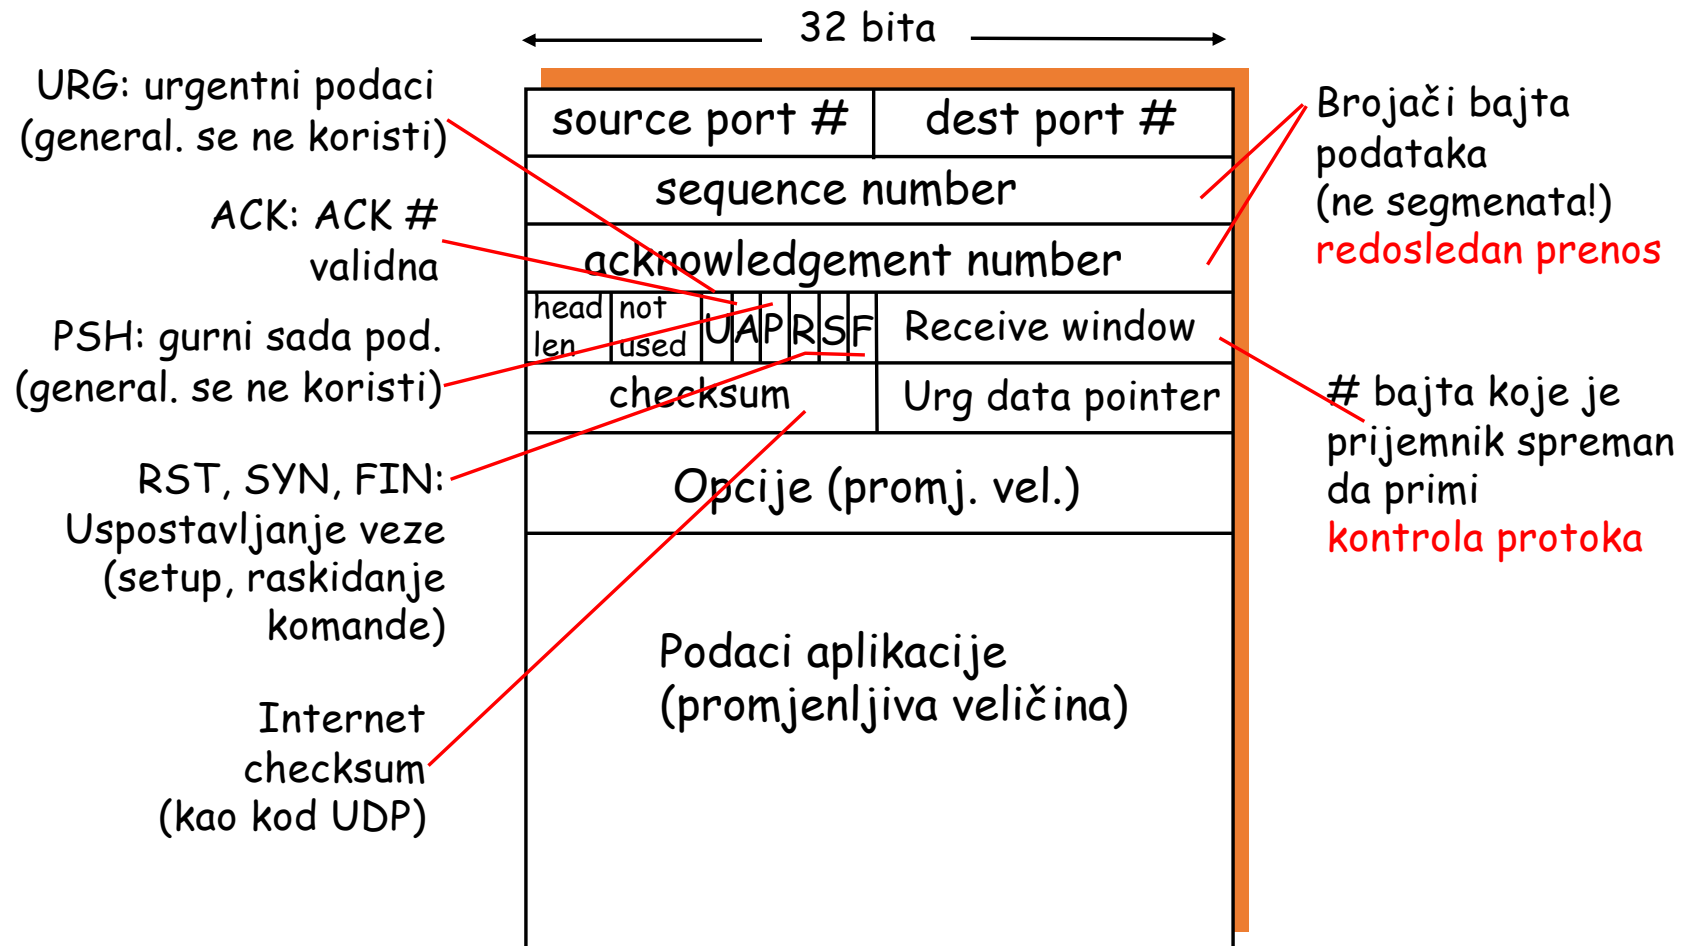 32 bita
URG: urgentni podaci
(general. se ne koristi)
ACK: ACK #
validna
PSH: gurni sada pod.
(general. se ne koristi)
RST, SYN, FIN:
Uspostavljanje veze
(setup, raskidanje
komande)
Internet
checksum
(kao kod UDP)
source port # dest port #
sequence number
acknowledgement number
head not
len used U A P R S F Receive window
checksum Urg data pointer
Opcije (promj. vel.)
Podaci aplikacije
(promjenljiva veličina)
Brojači bajta
podataka
(ne segmenata!)
redosledan prenos
# bajta koje je
prijemnik spreman
da primi
kontrola protoka